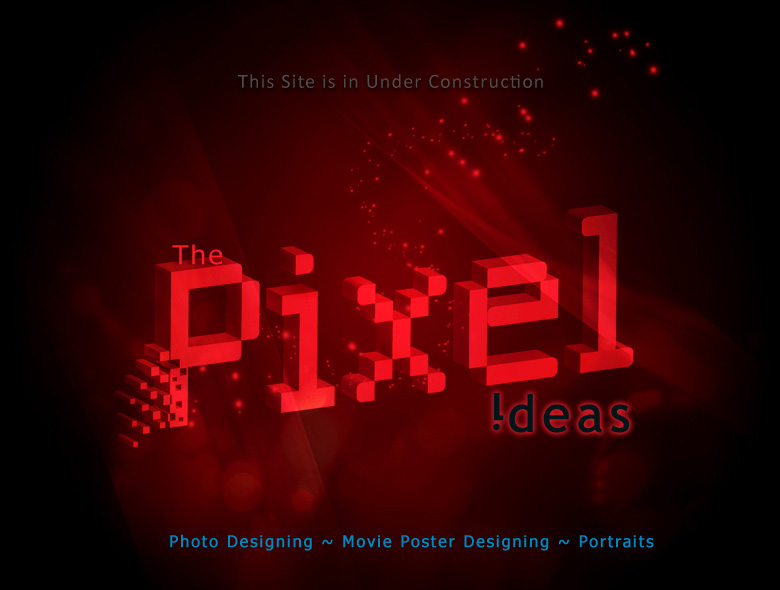 This Site is in Under Construction
The
pixel
!deas
Photo Designing ~ Movie Poster Designing ~ Portraits